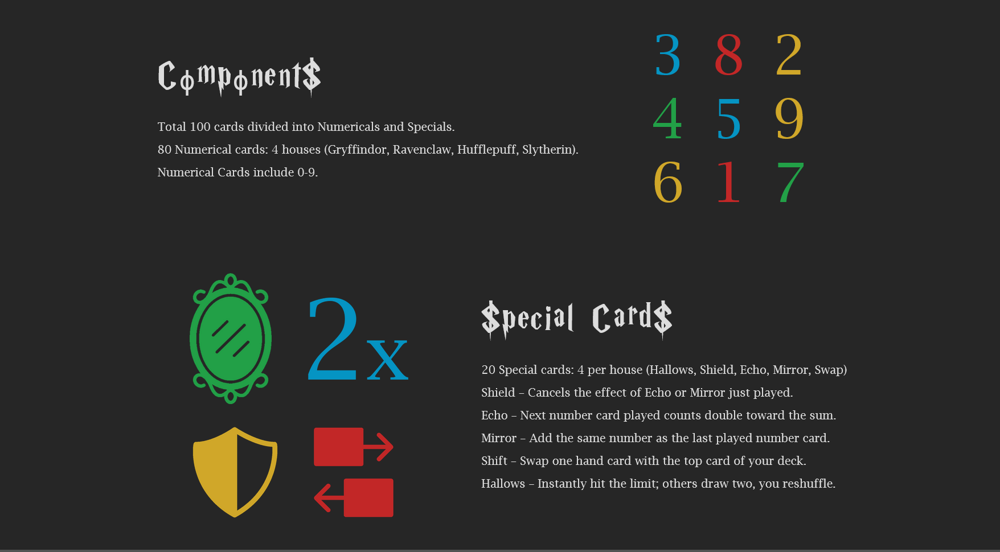 Component$
Total 100 cards divided into Numericals and Specials.
80 Numerical cards: 4 houses (Gryffindor, Ravenclaw, Hufflepuff, Slytherin).
Numerical Cards include 0-9.
3 8 2
4 5 9
6 1 7
2x
$pecial Card$
20 Special cards: 4 per house (Hallows, Shield, Echo, Mirror, Swap)
Shield – Cancels the effect of Echo or Mirror just played.
Echo – Next number card played counts double toward the sum.
Mirror – Add the same number as the last played number card.
Shift – Swap one hand card with the top card of your deck.
Hallows – Instantly hit the limit; others draw two, you reshuffle.